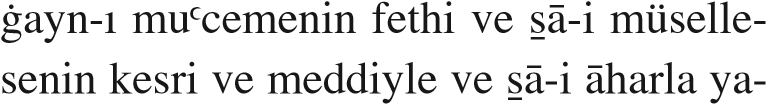 ġayn-ı muʿcemenin fethi ve s̱ā-i müselle-
senin kesri ve meddiyle ve s̱ā-i āharla ya-